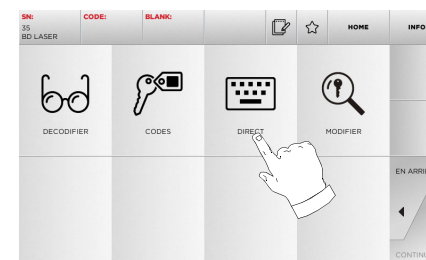 SN: CODE: BLANK:
35
BD LASER
HOME INFO
DECODIFIER CODES DIRECT MODIFIER
EN ARRI
CONTINU